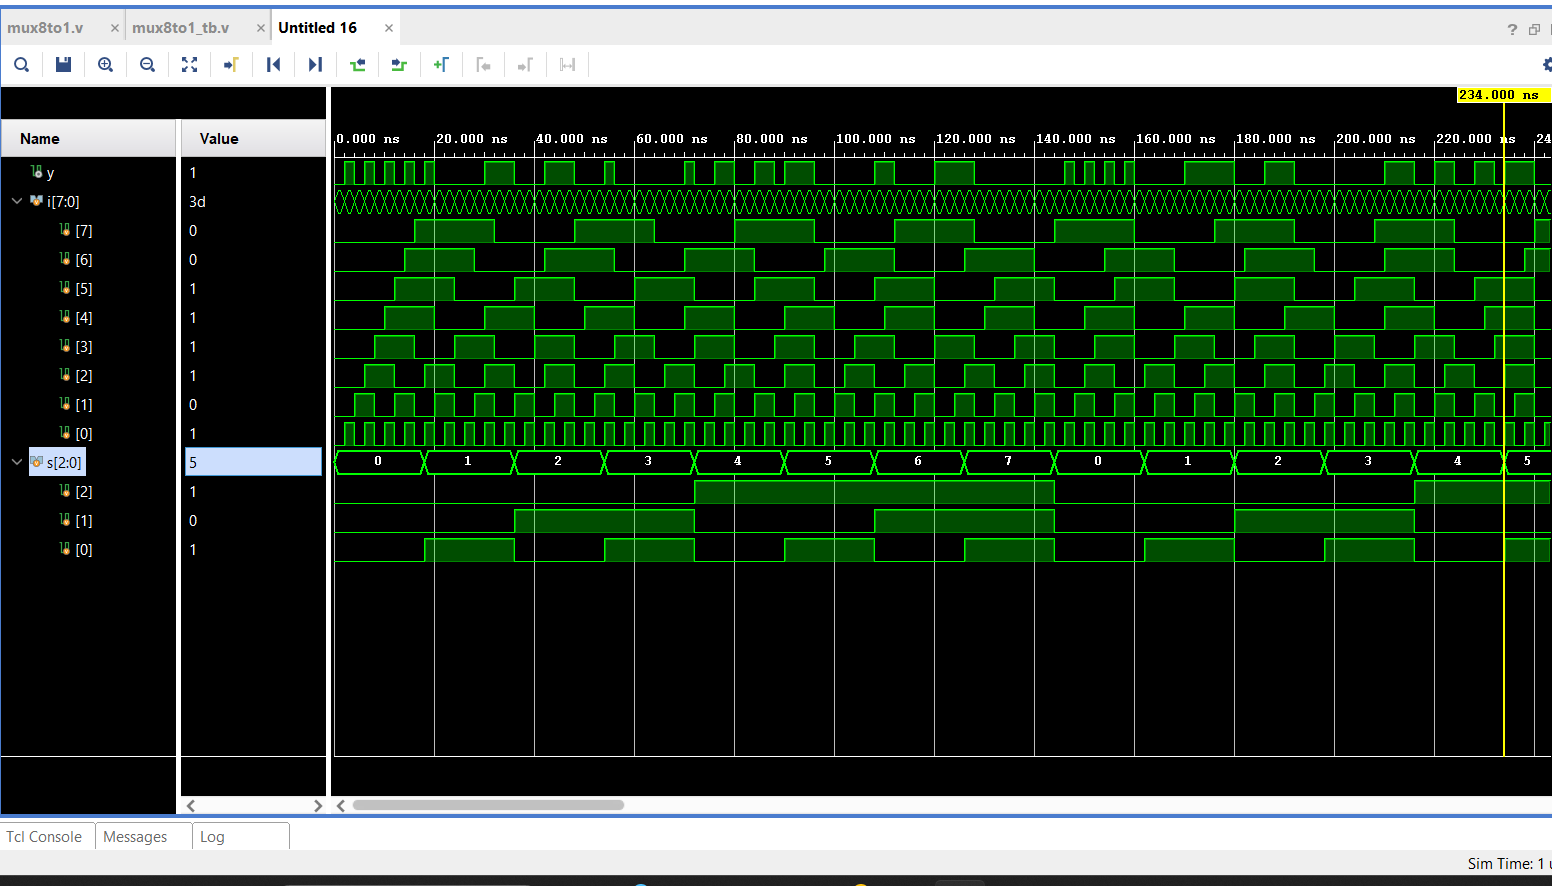 mux8to1.v × mux8to1_tb.v × Untitled 16 × ?
234.000 ns
Name Value 0.000 ns 20.000 ns 40.000 ns 60.000 ns 80.000 ns 100.000 ns 120.000 ns 140.000 ns 160.000 ns 180.000 ns 200.000 ns 220.000 ns 24
y 1
i[7:0] 3d
[7] 0
[6] 0
[5] 1
[4] 1
[3] 1
[2] 1
[1] 0
[0] 1
s[2:0] 5 0 1 2 3 4 5 6 7 0 1 2 3 4 5
[2] 1
[1] 0
[0] 1
Tcl Console Messages Log
Sim Time: 1 u